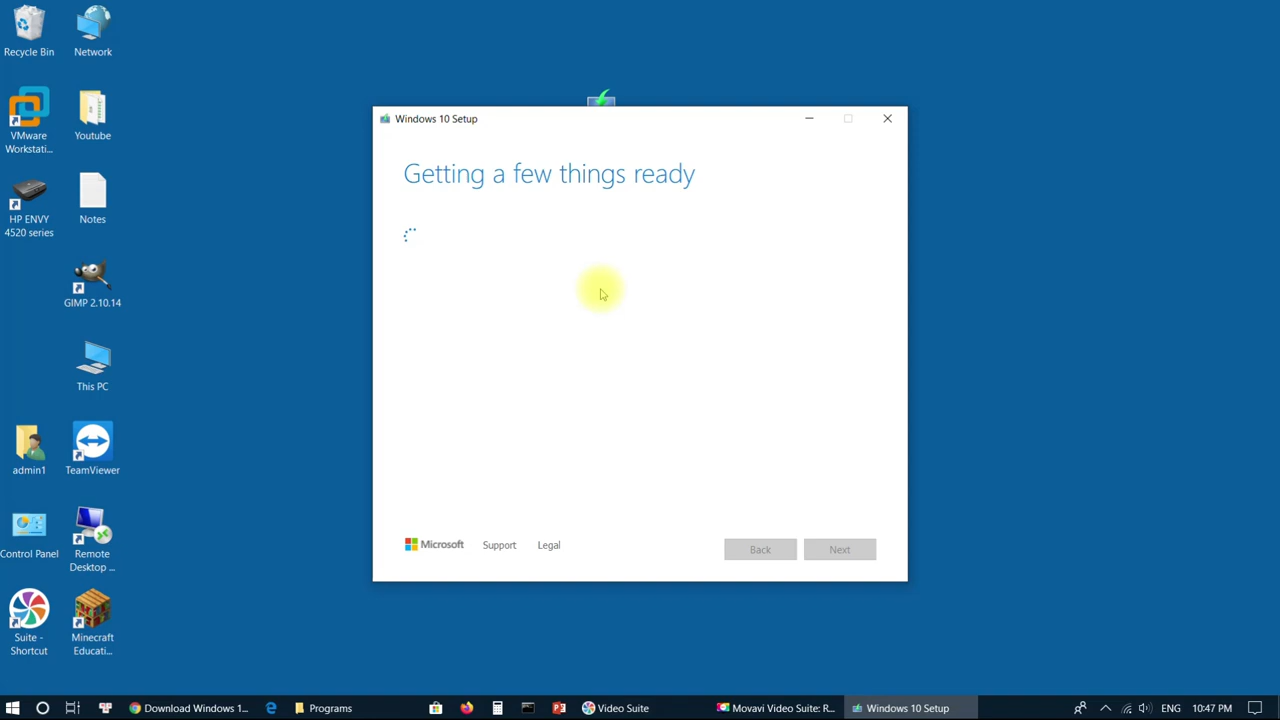 Recycle Bin
Network
VMware
Workstati...
Youtube
HP ENVY
4520 series
Notes
GIMP 2.10.14
This PC
admin1
TeamViewer
Control Panel
Remote
Desktop ...
Suite -
Shortcut
Minecraft
Educati...
Windows 10 Setup
Getting a few things ready
Microsoft
Support
Legal
Back
Next
Download Windows 1...
Programs
Video Suite
Movavi Video Suite: R...
Windows 10 Setup
ENG
10:47 PM